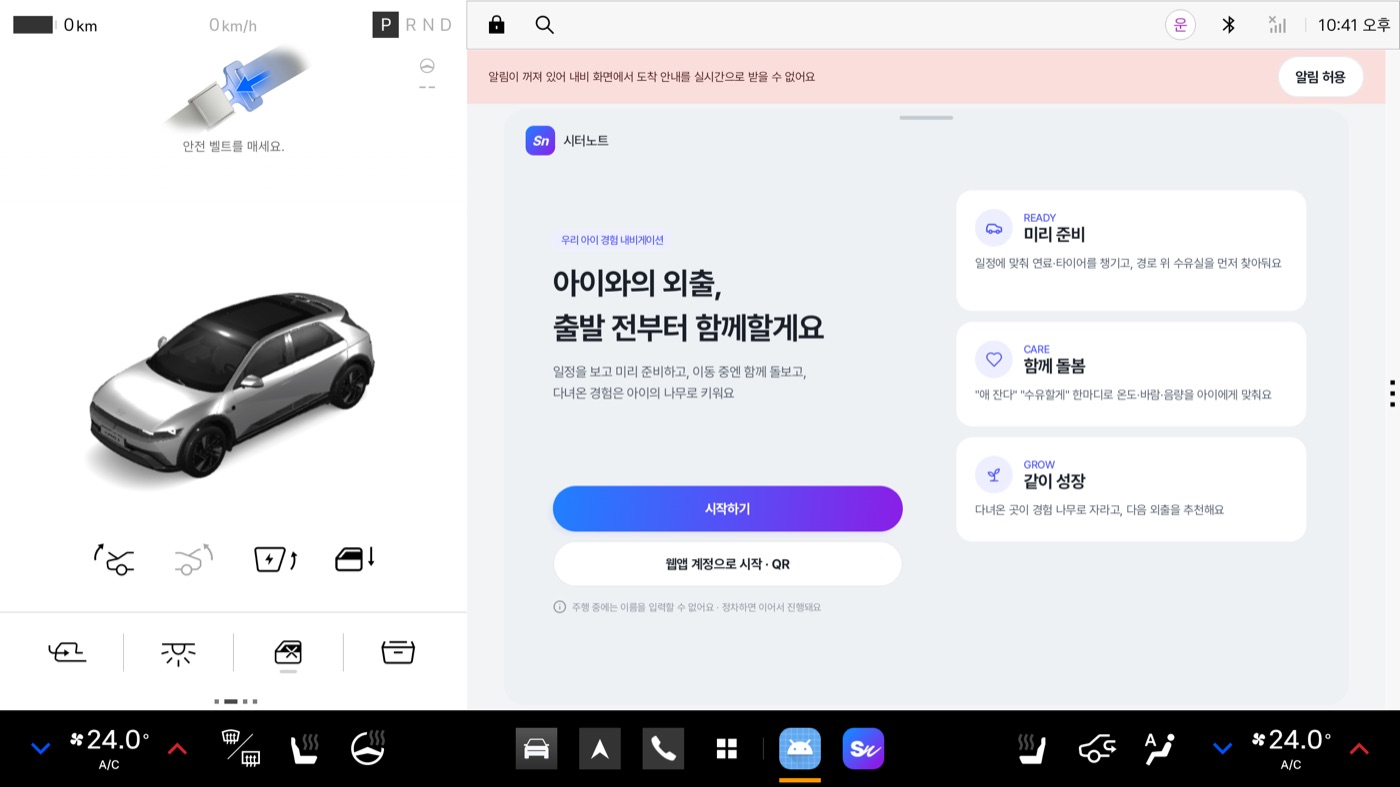 0 km
0 km/h
P R N D
안전 벨트를 매세요.
--
운
10:41 오후
알림이 꺼져 있어 내비 화면에서 도착 안내를 실시간으로 받을 수 없어요
알림 허용
Sn 시터노트
우리 아이 경험 내비게이션
아이와의 외출,
출발 전부터 함께할게요
일정을 보고 미리 준비하고, 이동 중엔 함께 돌보고,
다녀온 경험은 아이의 나무로 키워요
시작하기
웹앱 계정으로 시작 · QR
주행 중에는 이름을 입력할 수 없어요 · 정차하면 이어서 진행돼요
READY
미리 준비
일정에 맞춰 연료·타이어를 챙기고, 경로 위 수유실을 먼저 찾아둬요
CARE
함께 돌봄
"애 잔다" "수유할게" 한마디로 온도·바람·음량을 아이에게 맞춰요
GROW
같이 성장
다녀온 곳이 경험 나무로 자라고, 다음 외출을 추천해요
24.0°
A/C
Sn
A
24.0°
A/C